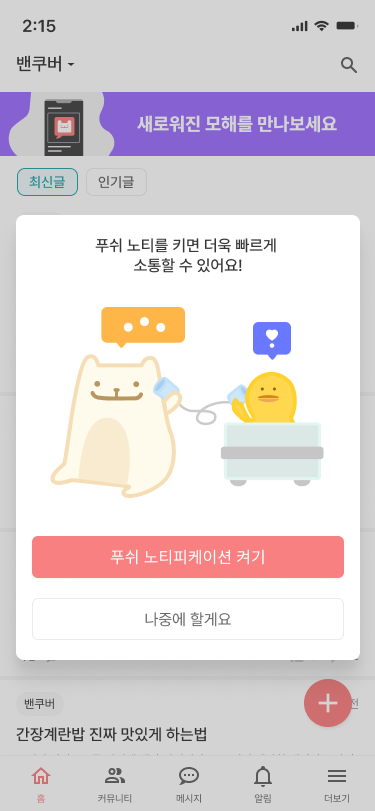 2:15
밴쿠버
새로워진 모해를 만나보세요
최신글
인기글
푸쉬 노티를 키면 더욱 빠르게
소통할 수 있어요!
푸쉬 노티피케이션 켜기
나중에 할게요
밴쿠버
전
간장계란밥 진짜 맛있게 하는법
홈
커뮤니티
메시지
알림
더보기